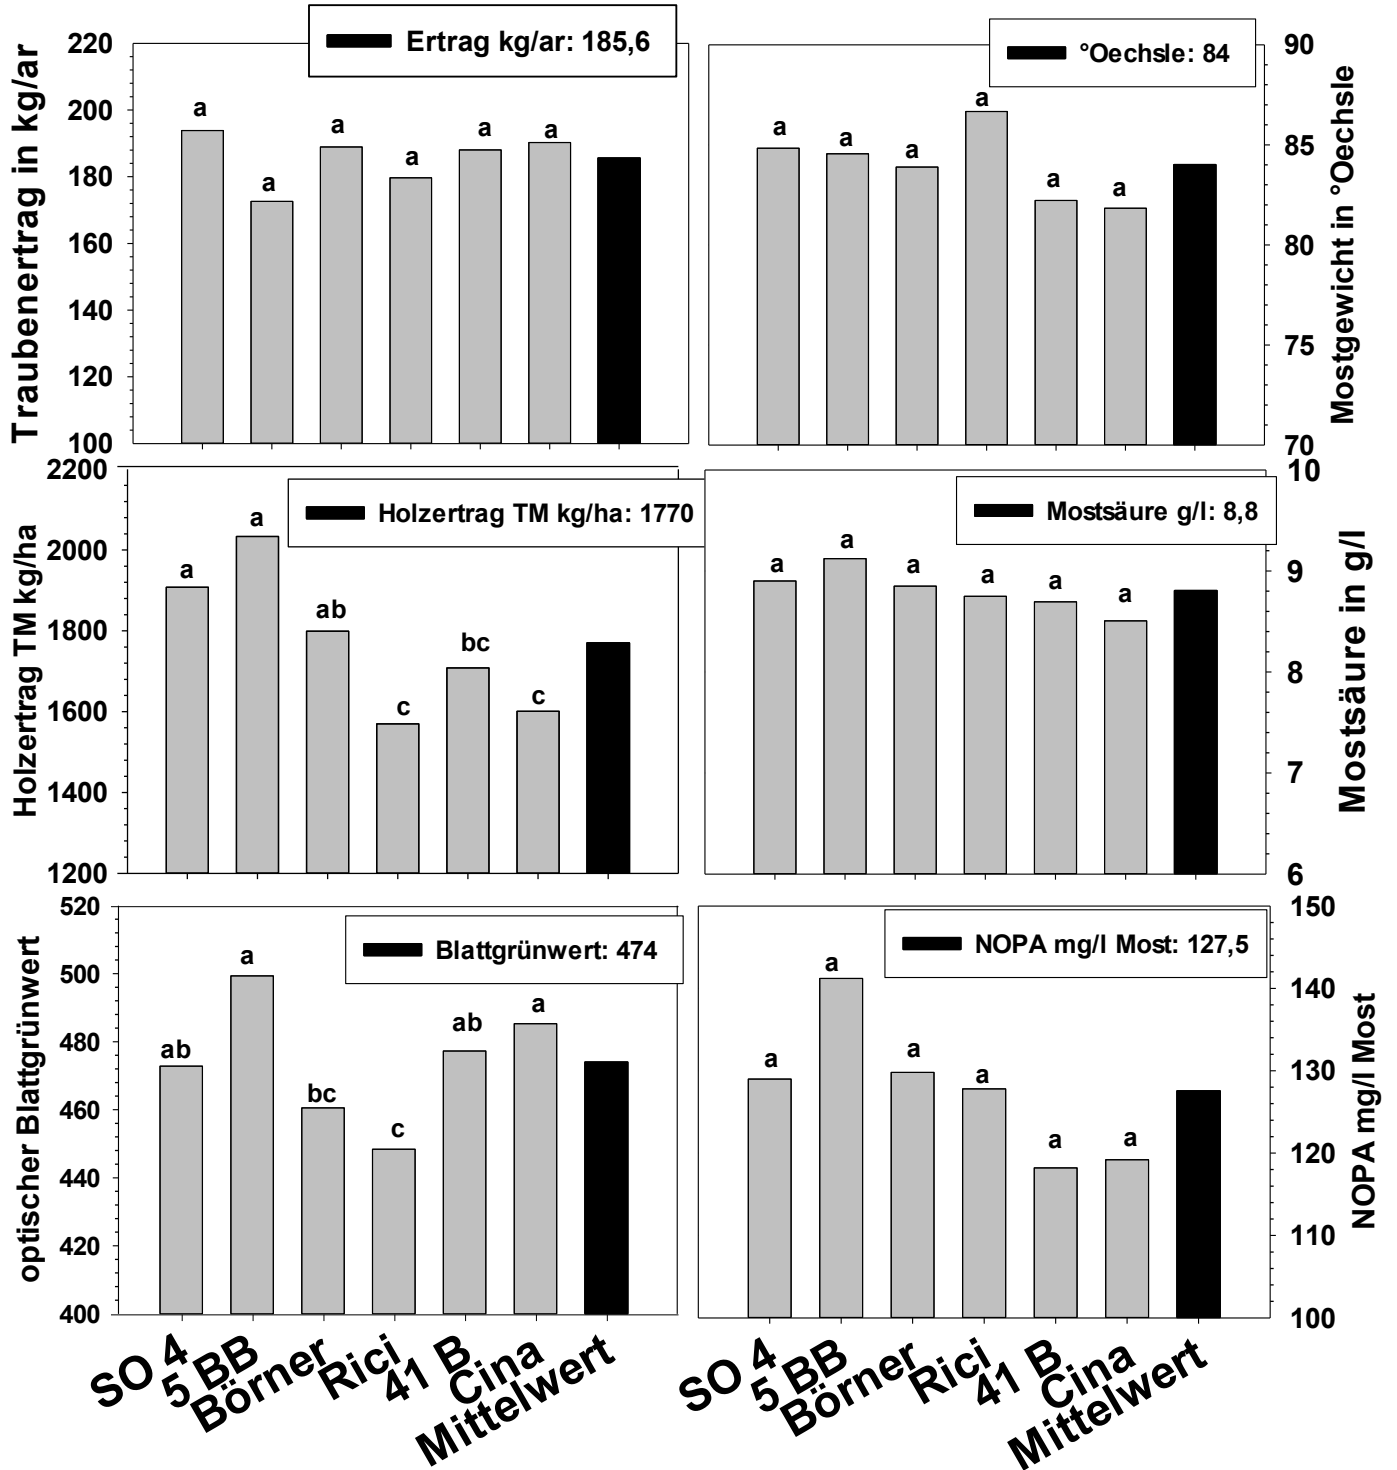 Ertrag kg/ar: 185,6
Traubenertrag in kg/ar
220
200
180
160
140
120
100
a
a
a
a
a
a
°Oechsle: 84
Mostgewicht in °Oechsle
90
85
80
75
70
a
a
a
a
a
a
Holzertrag TM kg/ha: 1770
Holzertrag TM kg/ha
2200
2000
1800
1600
1400
1200
a
a
ab
c
bc
c
Mostsäure g/l: 8,8
Mostsäure in g/l
10
9
8
7
6
a
a
a
a
a
a
Blattgrünwert: 474
optischer Blattgrünwert
520
500
480
460
440
420
400
ab
a
bc
c
ab
a
NOPA mg/l Most: 127,5
NOPA mg/l Most
150
140
130
120
110
100
a
a
a
a
a
a
SO 4
5 BB
Börner
Rici
41 B
Cina
Mittelwert
SO 4
5 BB
Börner
Rici
41 B
Cina
Mittelwert